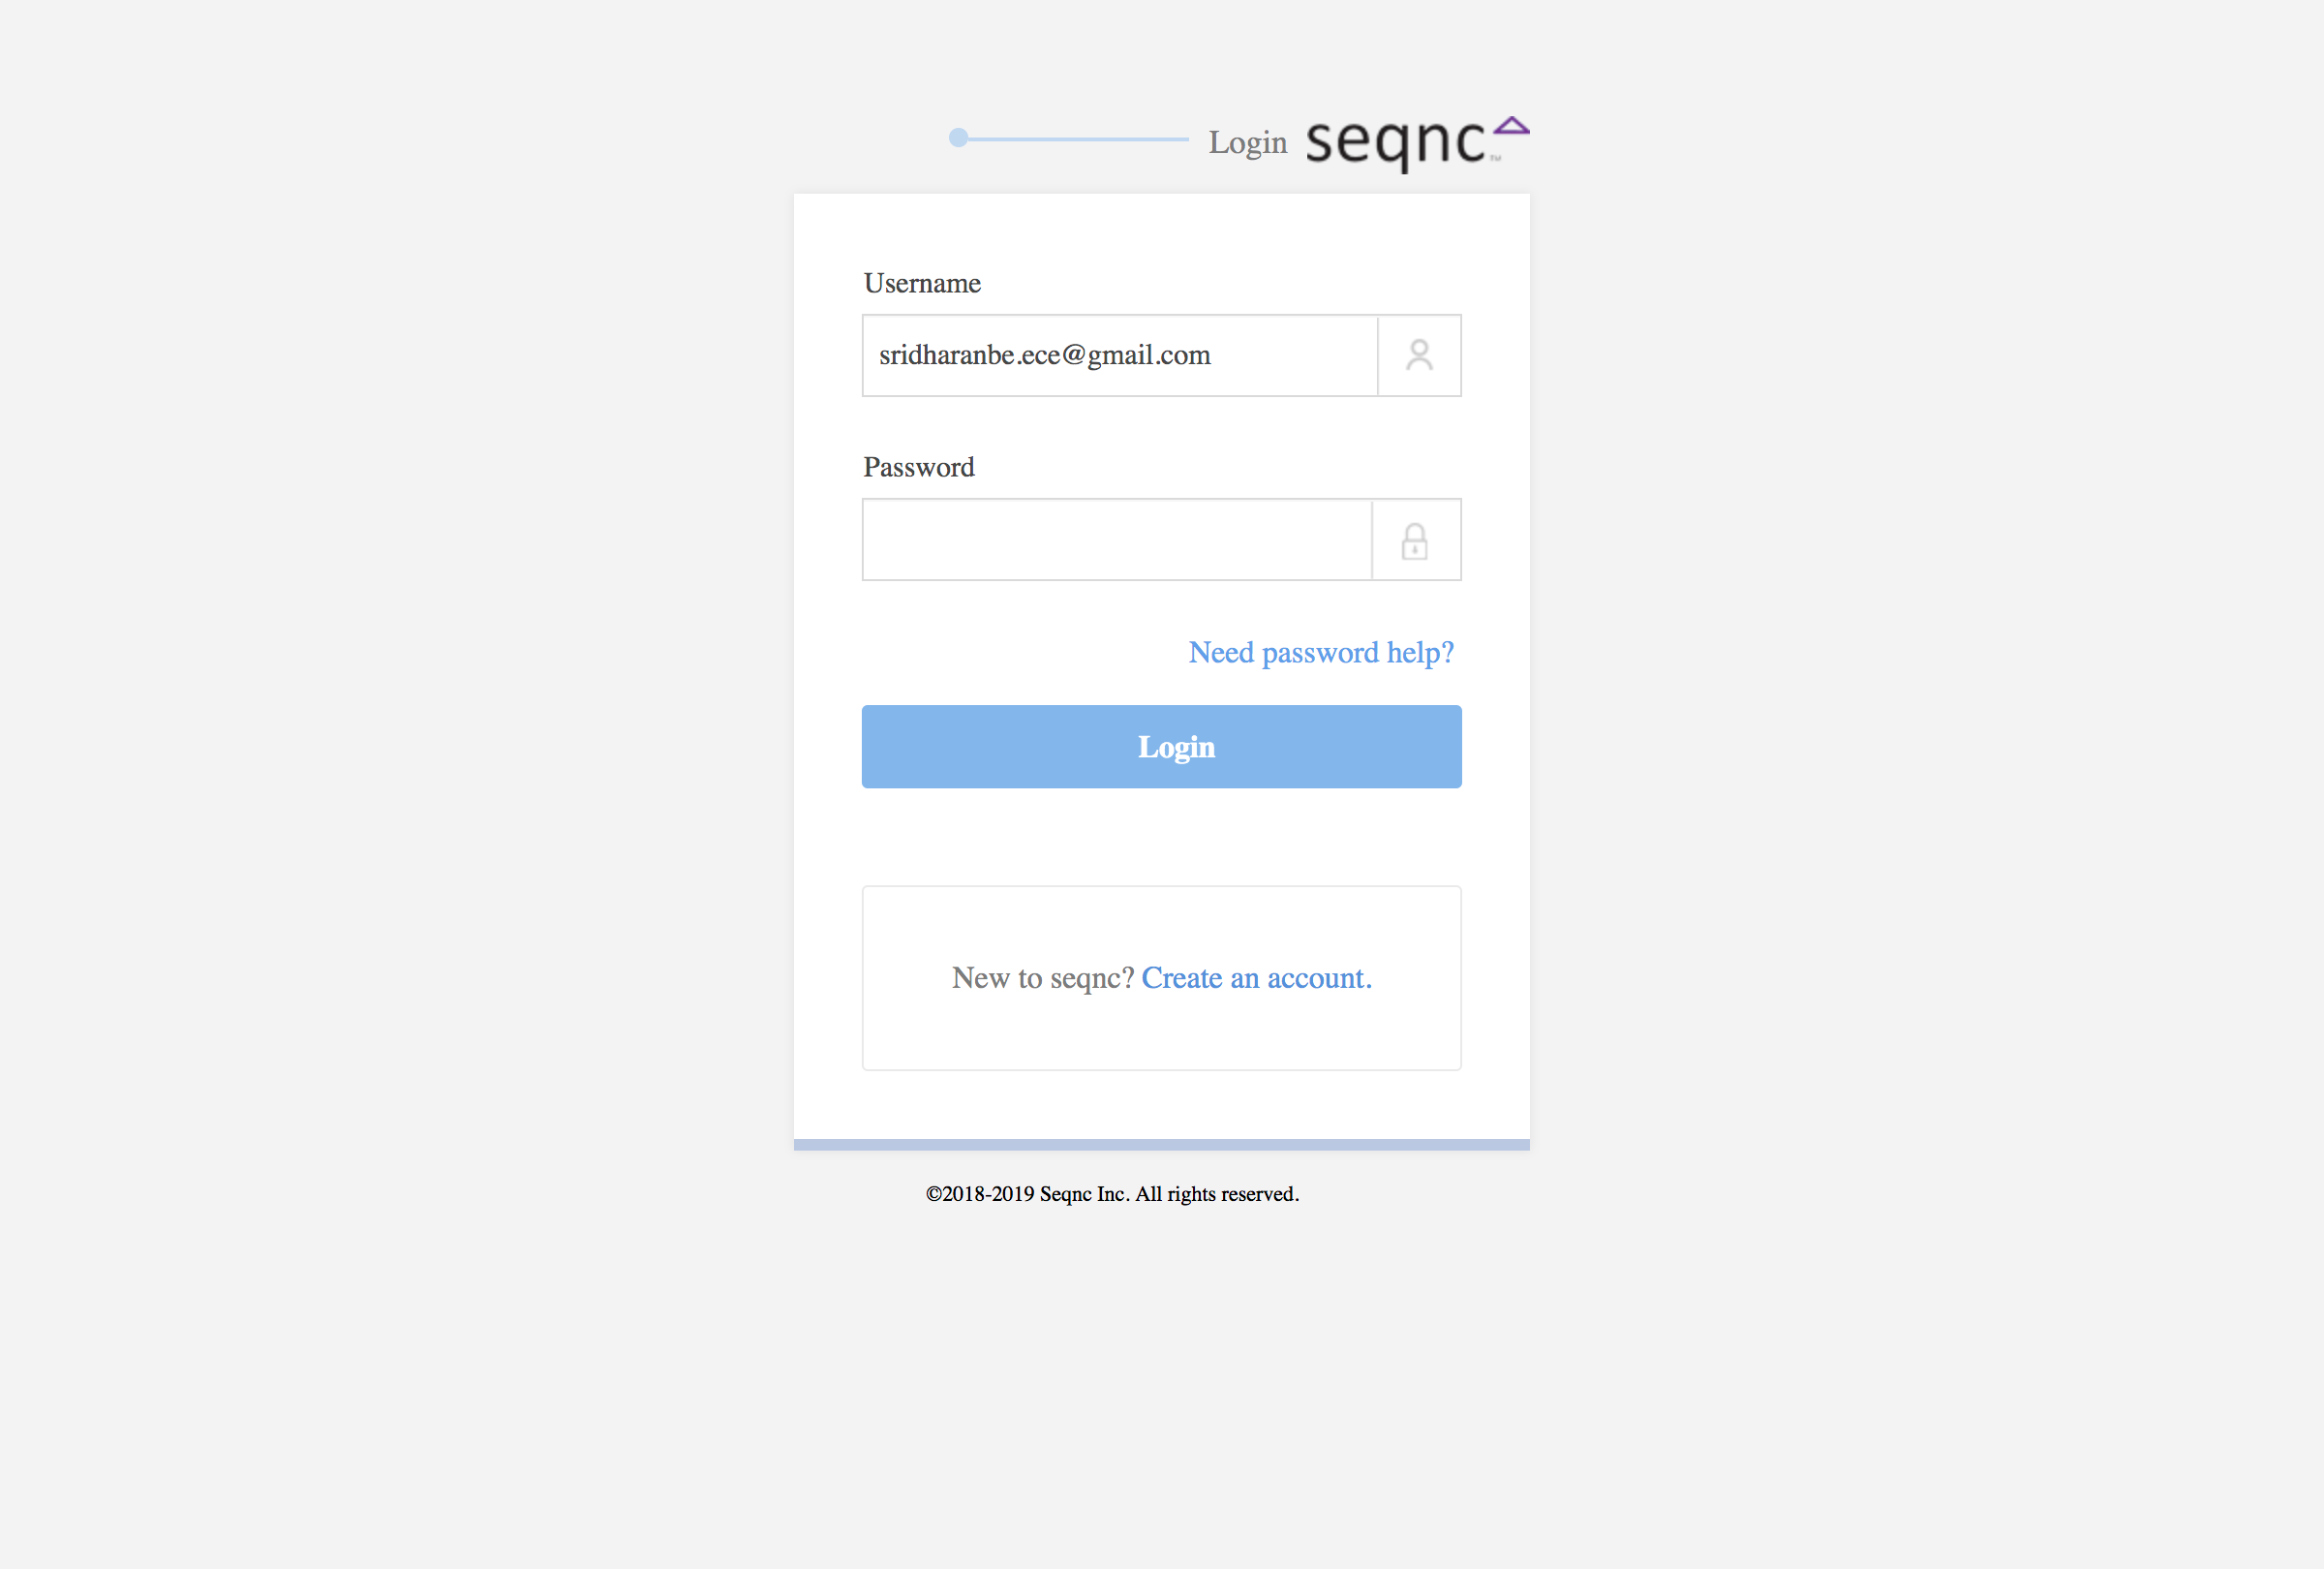 Login seqnc™
Username
sridharanbe.ece@gmail.com
Password
Need password help?
Login
New to seqnc? Create an account.
©2018-2019 Seqnc Inc. All rights reserved.